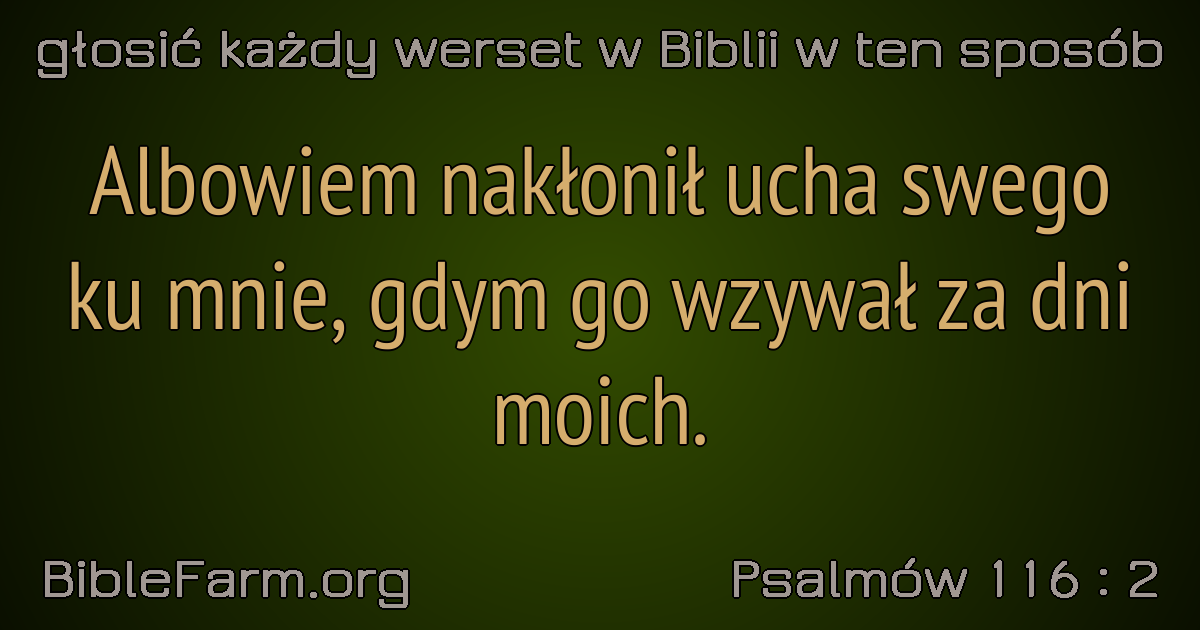 głosić każdy werset w Biblii w ten sposób
Albowiem nakłonił ucha swego
ku mnie, gdym go wzywał za dni
moich.
BibleFarm.org
Psalmów 116 : 2